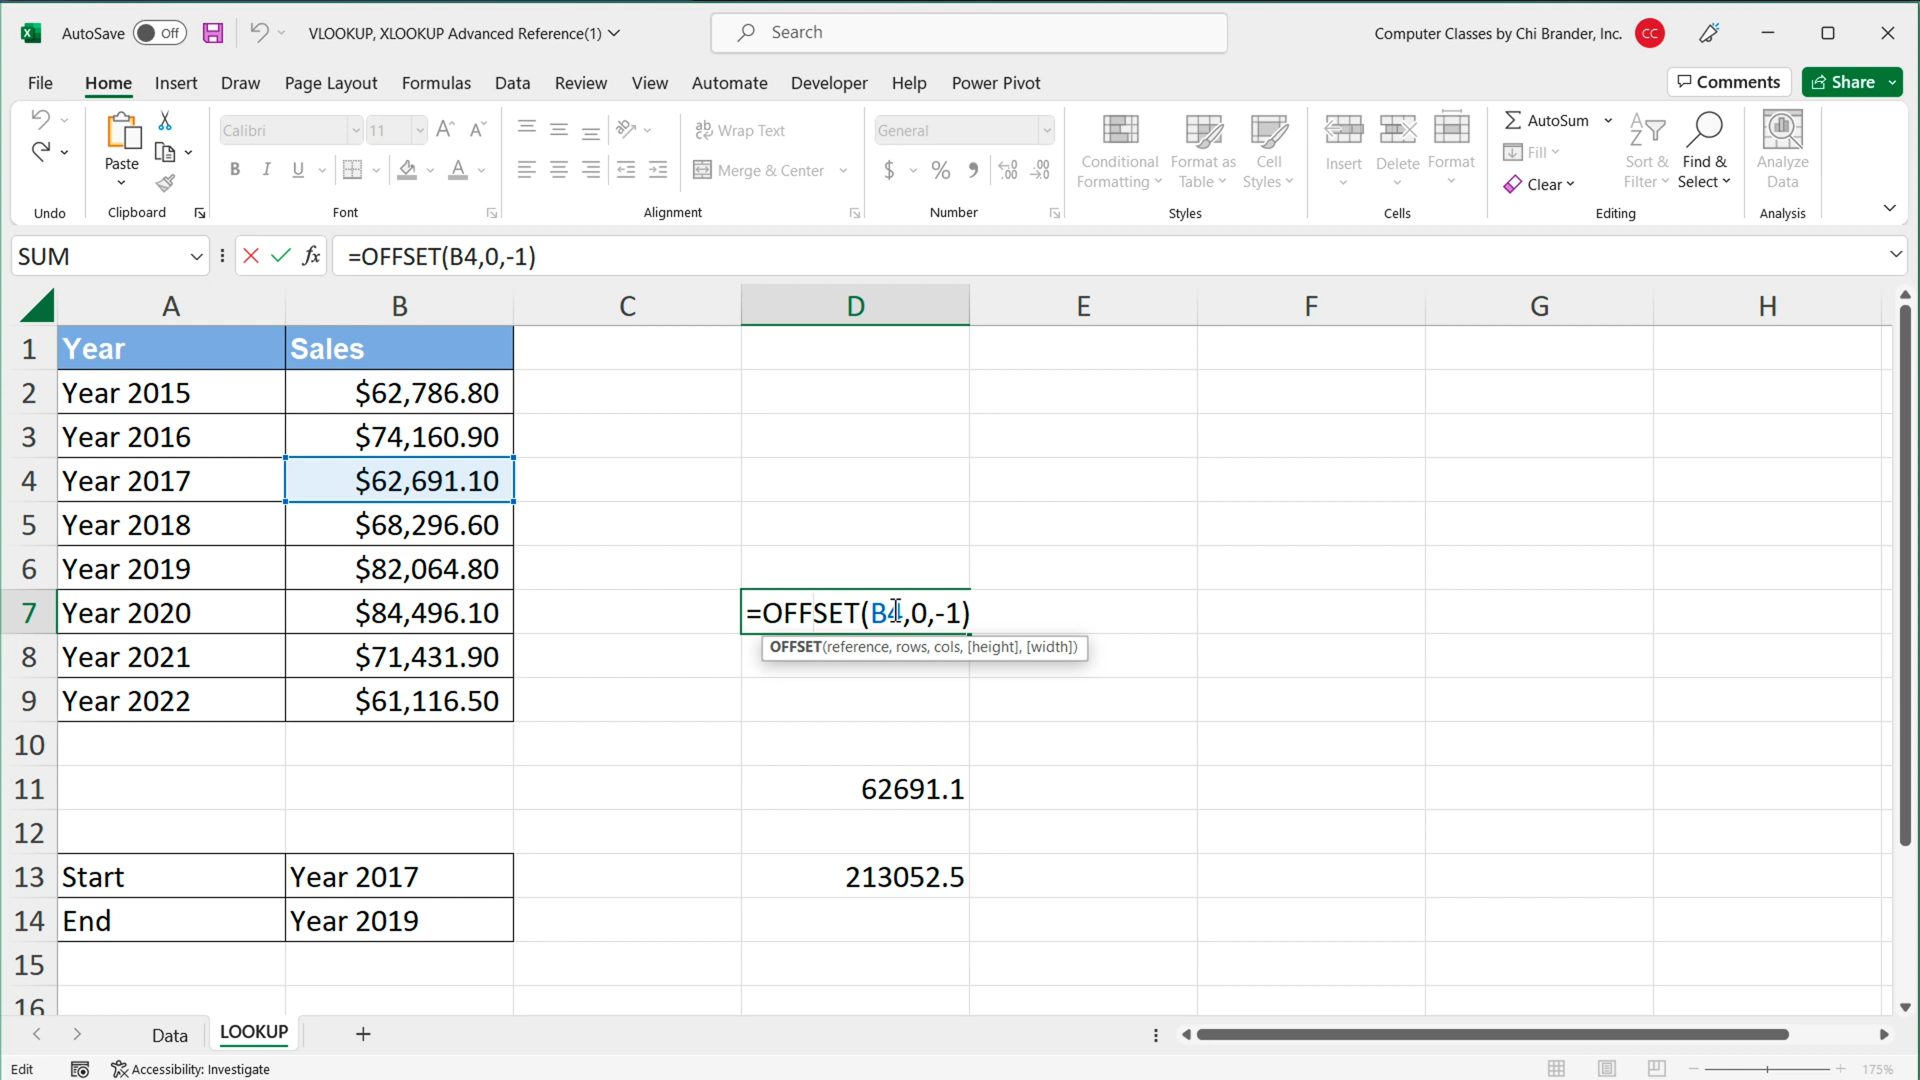 AutoSave Off VLOOKUP, XLOOKUP Advanced Reference(1) Search Computer Classes by Chi Brander, Inc. CC
File Home Insert Draw Page Layout Formulas Data Review View Automate Developer Help Power Pivot Comments Share
Calibri 11 Wrap Text General AutoSum
Paste Merge & Center $ % Conditional Formatting Format as Table Cell Styles Insert Delete Format Fill Clear Sort & Filter Find & Select Analyze Data
Undo Clipboard Font Alignment Number Styles Cells Editing Analysis
SUM fx =OFFSET(B4,0,-1)
A B C D E F G H
1 Year Sales
2 Year 2015 $62,786.80
3 Year 2016 $74,160.90
4 Year 2017 $62,691.10
5 Year 2018 $68,296.60
6 Year 2019 $82,064.80
7 Year 2020 $84,496.10 =OFFSET(B4,0,-1)
OFFSET(reference, rows, cols, [height], [width])
8 Year 2021 $71,431.90
9 Year 2022 $61,116.50
10
11 62691.1
12
13 Start Year 2017 213052.5
14 End Year 2019
15
16
Data LOOKUP
Edit Accessibility: Investigate 175%